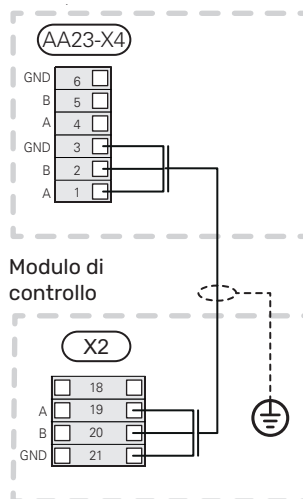 AA23-X4
GND 6
B 5
A 4
GND 3
B 2
A 1
Modulo di
controllo
X2
18
A 19
B 20
GND 21